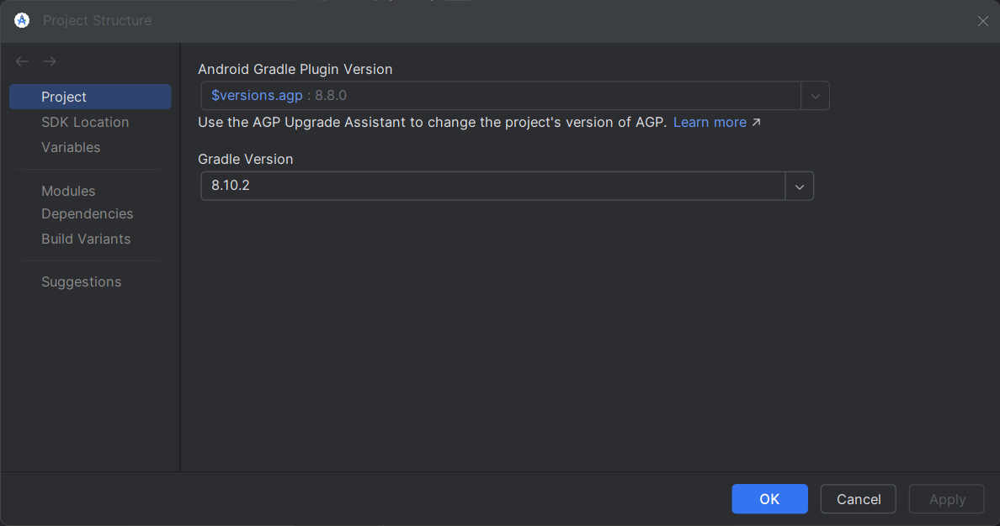 Project Structure
Project
SDK Location
Variables
Modules
Dependencies
Build Variants
Suggestions
Android Gradle Plugin Version
$versions.agp : 8.8.0
Use the AGP Upgrade Assistant to change the project's version of AGP. Learn more ↗
Gradle Version
8.10.2
OK
Cancel
Apply